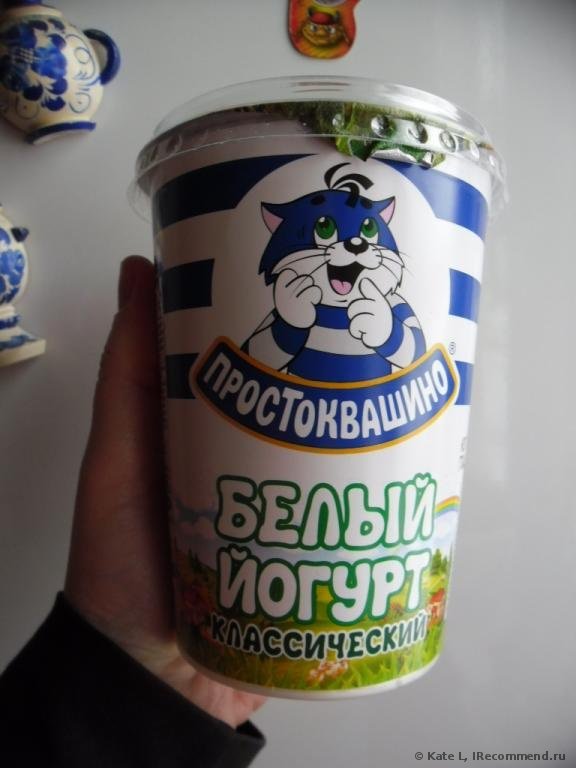 ПРОСТОКВАШИНО
®
БЕЛЫЙ
ЙОГУРТ
КЛАССИЧЕСКИЙ
© Kate L, IRecommend.ru